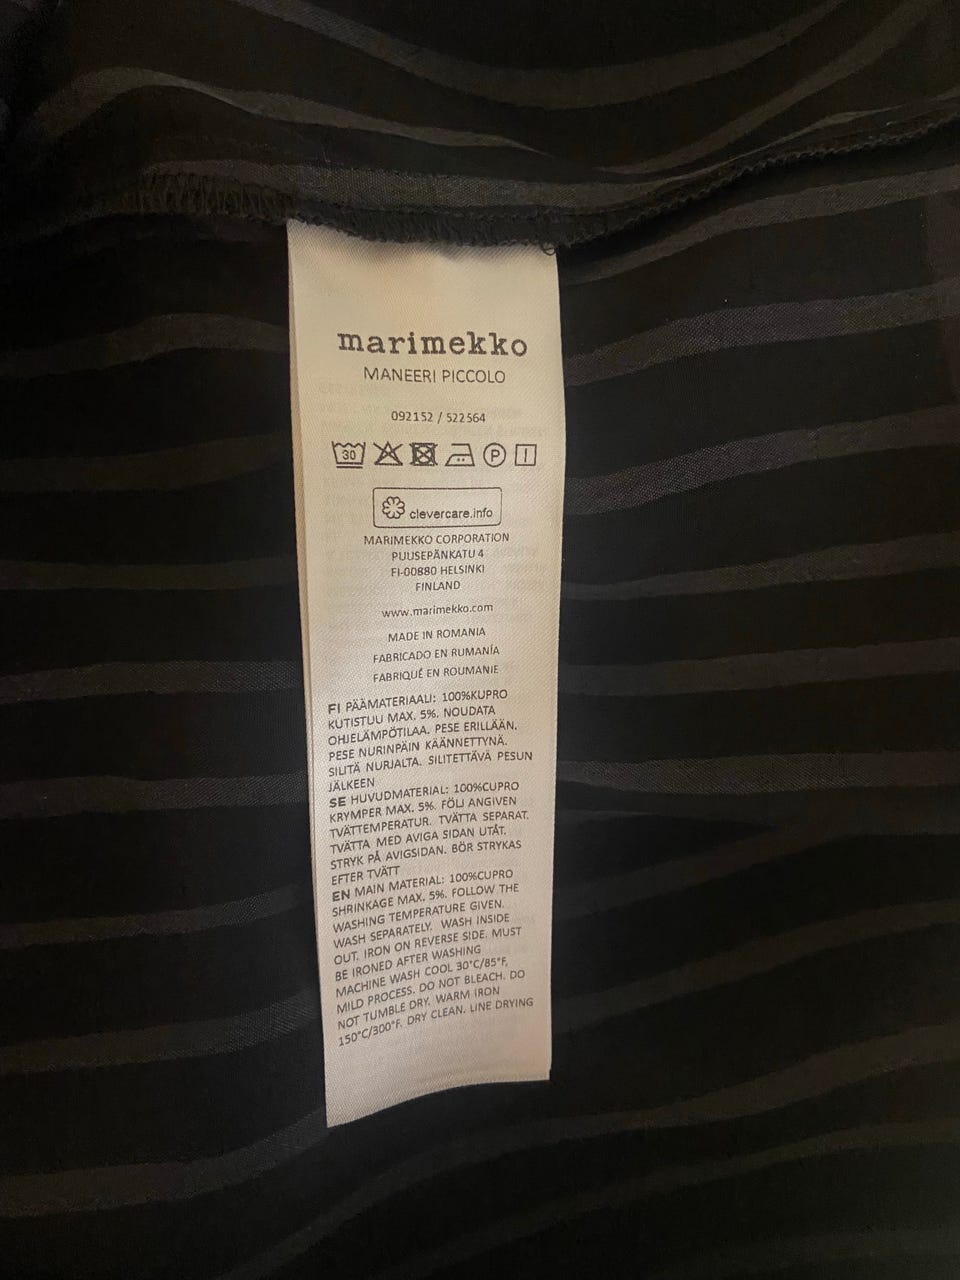 marimekko
MANEERI PICCOLO
092152 / 522564
30 P
clevercare.info
MARIMEKKO CORPORATION
PUUSEPÄNKATU 4
FI-00880 HELSINKI
FINLAND
www.marimekko.com
MADE IN ROMANIA
FABRICADO EN RUMANÍA
FABRIQUÉ EN ROUMANIE
FI PÄÄMATERIAALI: 100%KUPRO
KUTISTUU MAX. 5%. NOUDATA
OHJELÄMPÖTILAA. PESE ERILLÄÄN.
PESE NURINPÄIN KÄÄNNETTYNÄ.
SILITÄ NURJALTA. SILITETTÄVÄ PESUN
JÄLKEEN
SE HUVUDMATERIAL: 100%CUPRO
KRYMPER MAX. 5%. FÖLJ ANGIVEN
TVÄTTEMPERATUR. TVÄTTA SEPARAT.
TVÄTTA MED AVIGA SIDAN UTÅT.
STRYK PÅ AVIGSIDAN. BÖR STRYKAS
EFTER TVÄTT
EN MAIN MATERIAL: 100%CUPRO
SHRINKAGE MAX. 5%. FOLLOW THE
WASHING TEMPERATURE GIVEN.
WASH SEPARATELY. WASH INSIDE
OUT. IRON ON REVERSE SIDE. MUST
BE IRONED AFTER WASHING
MACHINE WASH COOL 30°C/85°F,
MILD PROCESS. DO NOT BLEACH. DO
NOT TUMBLE DRY. WARM IRON
150°C/300°F. DRY CLEAN. LINE DRYING